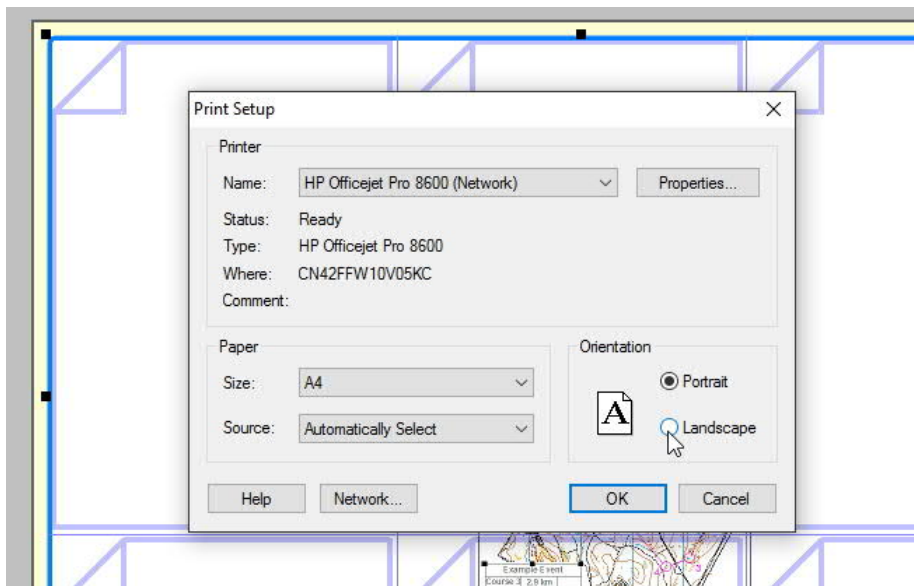 Print Setup
Printer
Name: HP Officejet Pro 8600 (Network) Properties...
Status: Ready
Type: HP Officejet Pro 8600
Where: CN42FFW10V05KC
Comment:
Paper Orientation
Size: A4 Portrait
A
Source: Automatically Select Landscape
Help Network... OK Cancel
Example Event
Course 3 2.9 km